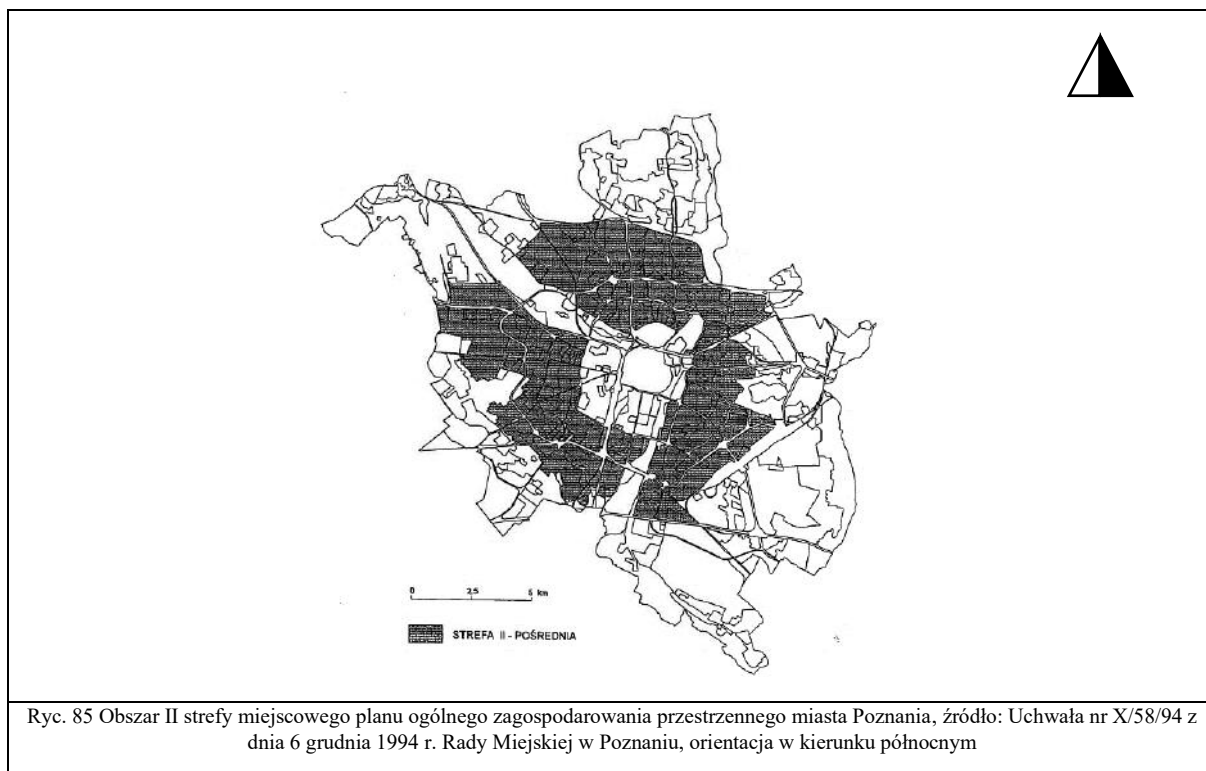 0 2,5 5 km
STREFA II - POŚREDNIA
Ryc. 85 Obszar II strefy miejscowego planu ogólnego zagospodarowania przestrzennego miasta Poznania, źródło: Uchwała nr X/58/94 z
dnia 6 grudnia 1994 r. Rady Miejskiej w Poznaniu, orientacja w kierunku północnym